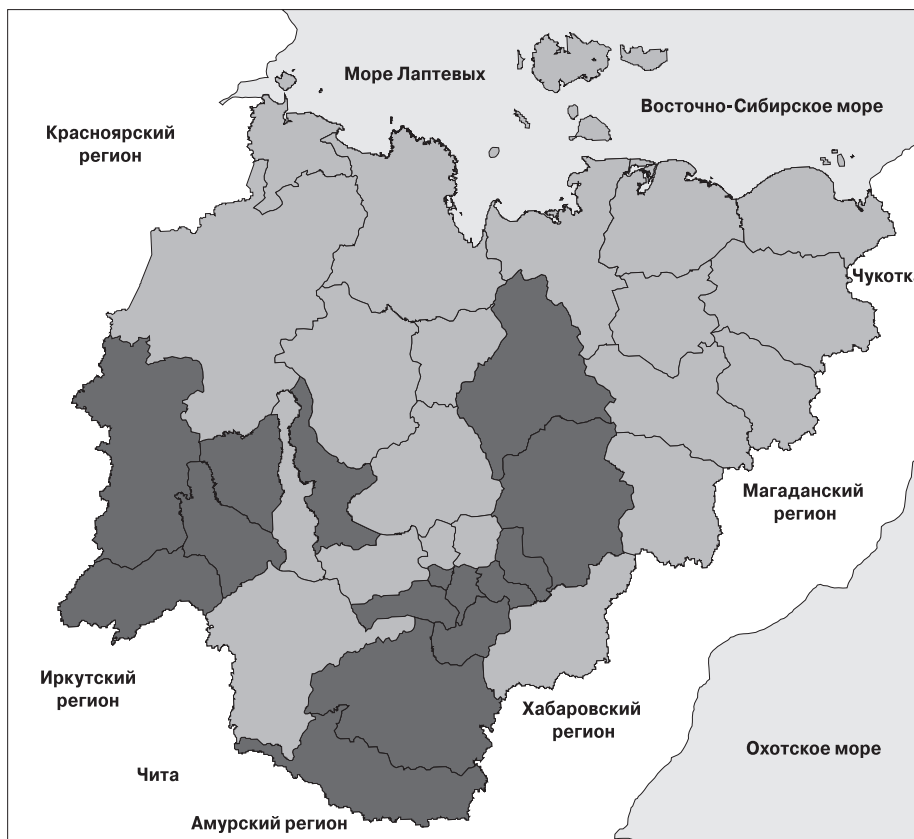 Море Лаптевых
Восточно-Сибирское море
Красноярский
регион
Чукотк
Магаданский
регион
Иркутский
регион
Хабаровский
регион
Охотское море
Чита
Амурский регион